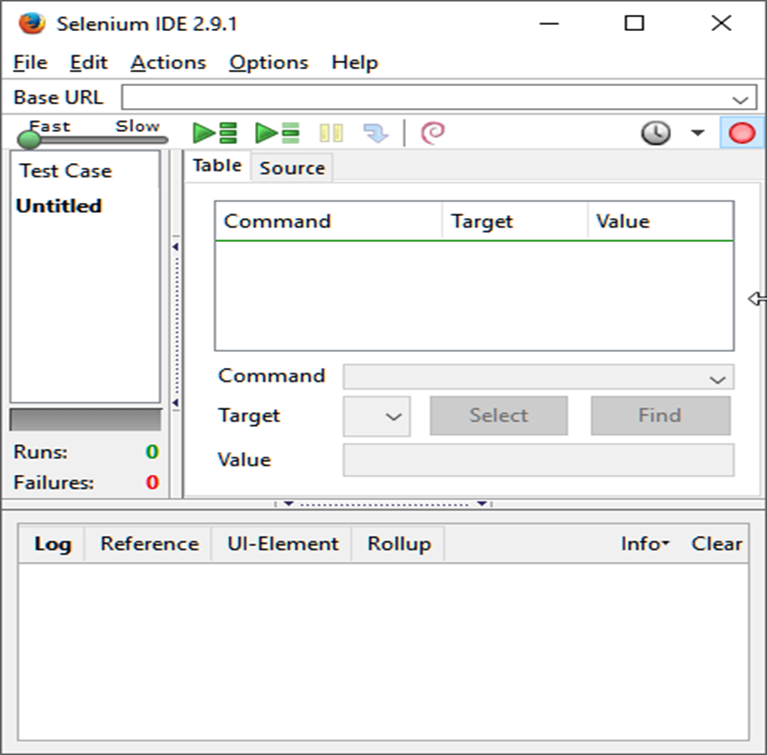 Selenium IDE 2.9.1
File Edit Actions Options Help
Base URL
Fast Slow
Test Case
Untitled
Runs: 0
Failures: 0
Table Source
Command Target Value
Command
Target Select Find
Value
Log Reference UI-Element Rollup Info Clear